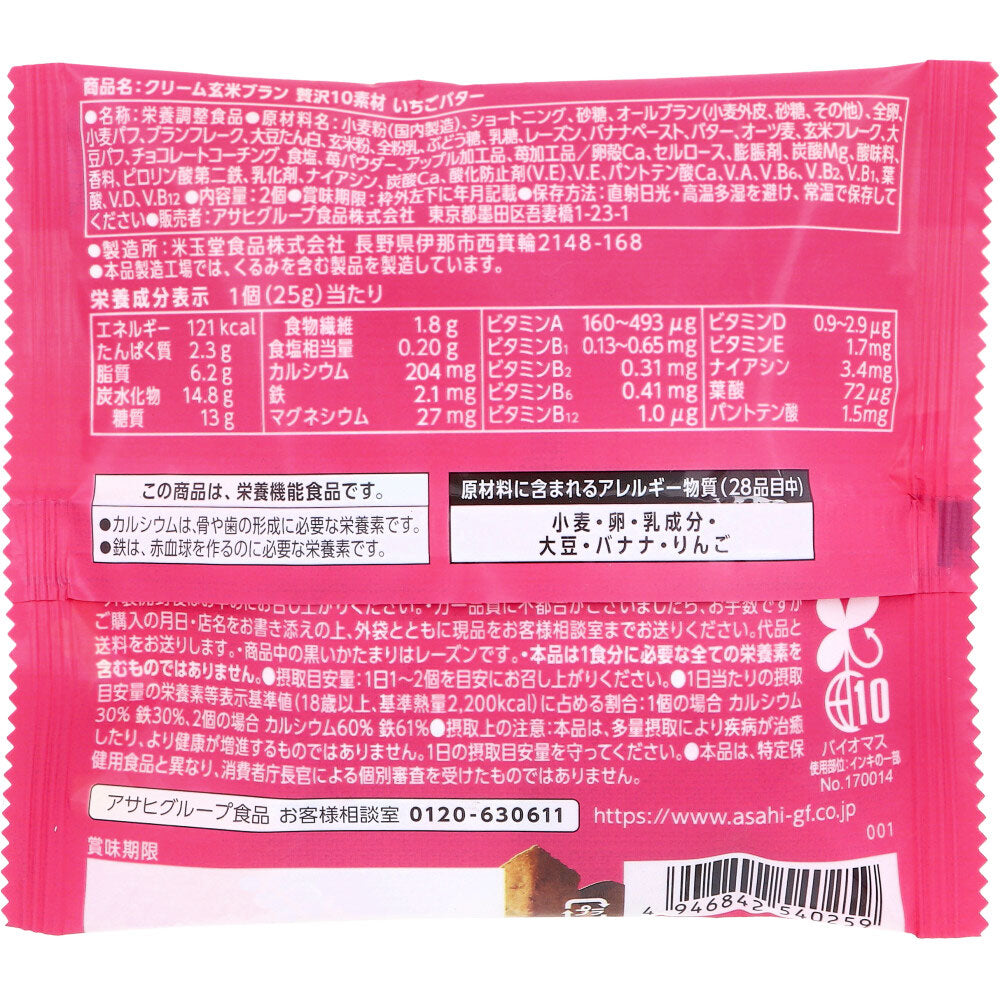 商品名：クリーム玄米ブラン 贅沢10素材 いちごバター
●名称：栄養調整食品●原材料名：小麦粉（国内製造）、ショートニング、砂糖、オールブラン（小麦外皮、砂糖、その他）、全卵、
小麦パフ、ブランフレーク、大豆たん白、玄米粉、全粉乳、ぶどう糖、乳糖、レーズン、バナナペースト、バター、オーツ麦、玄米フレーク、大
豆パフ、チョコレートコーチング、食塩、苺パウダー、アップル加工品、苺加工品／卵殻Ca、セルロース、膨脹剤、炭酸Mg、酸味料、
香料、ピロリン酸第二鉄、乳化剤、ナイアシン、炭酸Ca、酸化防止剤（V.E）、V.E、パントテン酸Ca、V.A、V.B6、V.B2、V.B1、葉
酸、V.D、V.B12 ●内容量：2個●賞味期限：枠外左下に年月記載●保存方法：直射日光・高温多湿を避け、常温で保存して
ください●販売者：アサヒグループ食品株式会社 東京都墨田区吾妻橋1-23-1
●製造所：米玉堂食品株式会社 長野県伊那市西箕輪2148-168
●本品製造工場では、くるみを含む製品を製造しています。
栄養成分表示 1個（25g）当たり
エネルギー 121 kcal 食物繊維 1.8 g ビタミンA 160～493 μg ビタミンD 0.9～2.9 μg
たんぱく質 2.3 g 食塩相当量 0.20 g ビタミンB1 0.13～0.65 mg ビタミンE 1.7 mg
脂質 6.2 g カルシウム 204 mg ビタミンB2 0.31 mg ナイアシン 3.4 mg
炭水化物 14.8 g 鉄 2.1 mg ビタミンB6 0.41 mg 葉酸 72 μg
糖質 13 g マグネシウム 27 mg ビタミンB12 1.0 μg パントテン酸 1.5 mg
この商品は、栄養機能食品です。
●カルシウムは、骨や歯の形成に必要な栄養素です。
●鉄は、赤血球を作るのに必要な栄養素です。
原材料に含まれるアレルギー物質（28品目中）
小麦・卵・乳成分・
大豆・バナナ・りんご
お召し上がりください。・万一品質に不都合がございましたら、お手数ですが
ご購入の月日・店名をお書き添えの上、外袋とともに現品をお客様相談室までお送りください。代品と
送料をお送りします。・商品中の黒いかたまりはレーズンです。・本品は1食分に必要な全ての栄養素を
含むものではありません。●摂取目安量：1日1～2個を目安にお召し上がりください。●1日当たりの摂取
目安量の栄養素等表示基準値（18歳以上、基準熱量2,200kcal）に占める割合：1個の場合 カルシウム
30% 鉄30%、2個の場合 カルシウム60% 鉄61%●摂取上の注意：本品は、多量摂取により疾病が治癒
したり、より健康が増進するものではありません。1日の摂取目安量を守ってください。●本品は、特定保
健用食品と異なり、消費者庁長官による個別審査を受けたものではありません。
10
バイオマス
使用部位：インキの一部
No.170014
アサヒグループ食品 お客様相談室 0120-630611
https://www.asahi-gf.co.jp
001
賞味期限
プラ
4 946842 540259